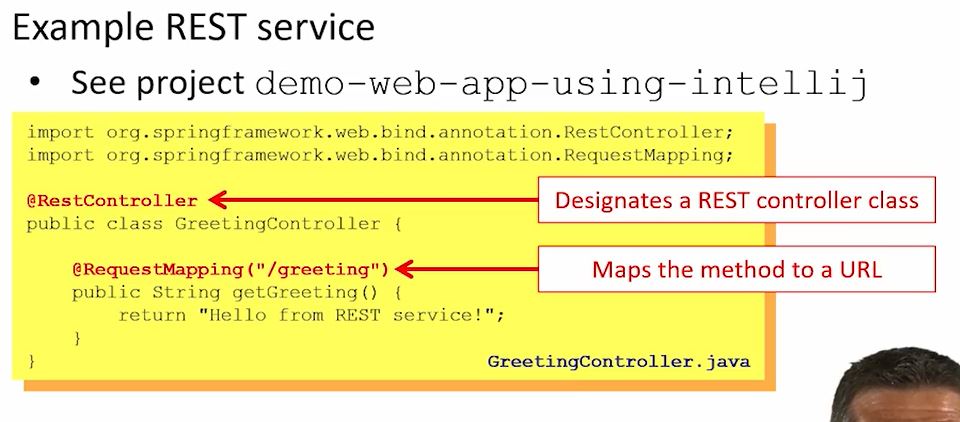 Example REST service
• See project demo-web-app-using-intellij
import org.springframework.web.bind.annotation.RestController;
import org.springframework.web.bind.annotation.RequestMapping;
@RestController
Designates a REST controller class
public class GreetingController {
@RequestMapping("/greeting")
Maps the method to a URL
public String getGreeting() {
return "Hello from REST service!";
}
}
GreetingController.java